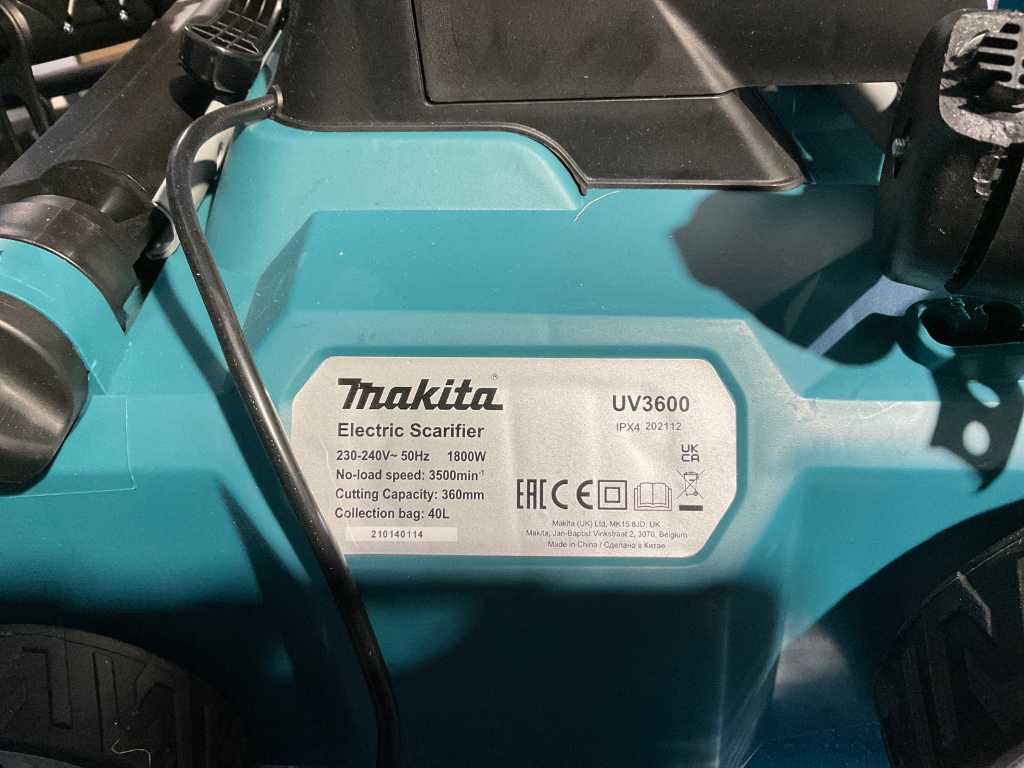 makita®
Electric Scarifier
230-240V~ 50Hz 1800W
No-load speed: 3500min⁻¹
Cutting Capacity: 360mm
Collection bag: 40L
210140114
UV3600
IPX4 202112
UK
CA
EAC CE
Makita (UK) Ltd, MK15 8JD, UK
Makita, Jan-Baptist Vinkstraat 2, 3070, Belgium
Made in China / Сделано в Китае